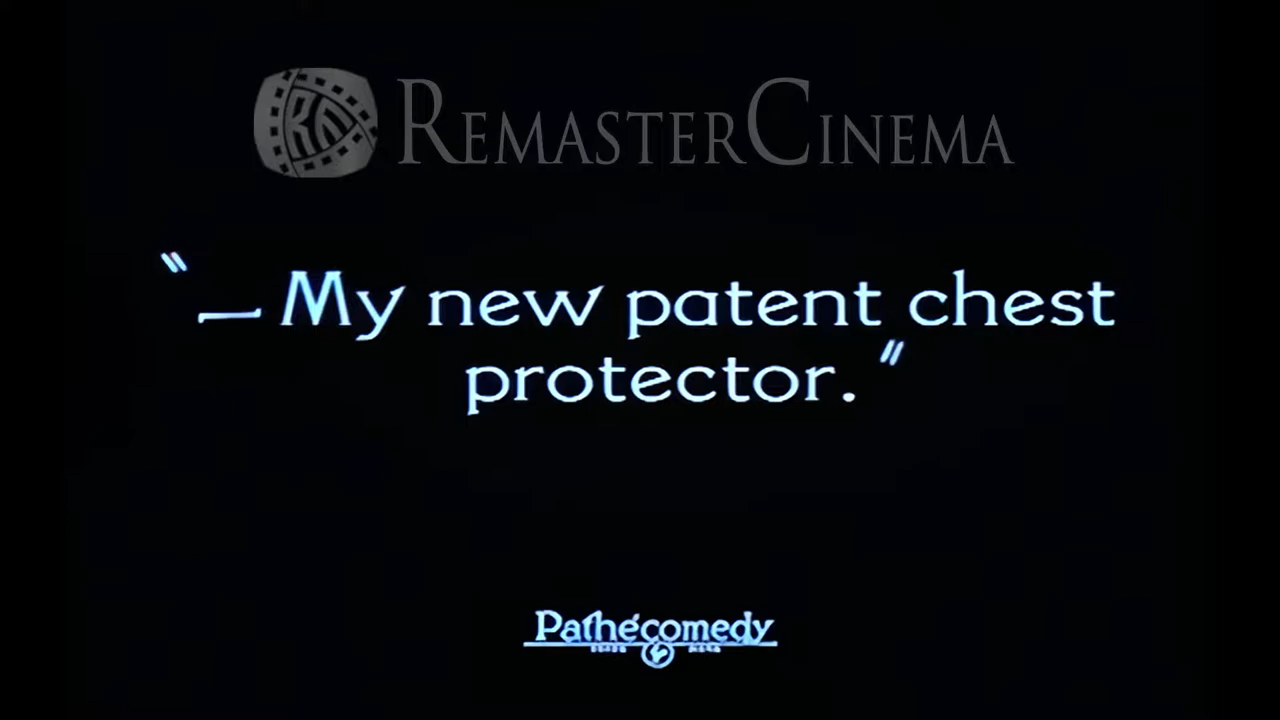 REMASTERCINEMA
"— My new patent chest
protector."
Pathécomedy